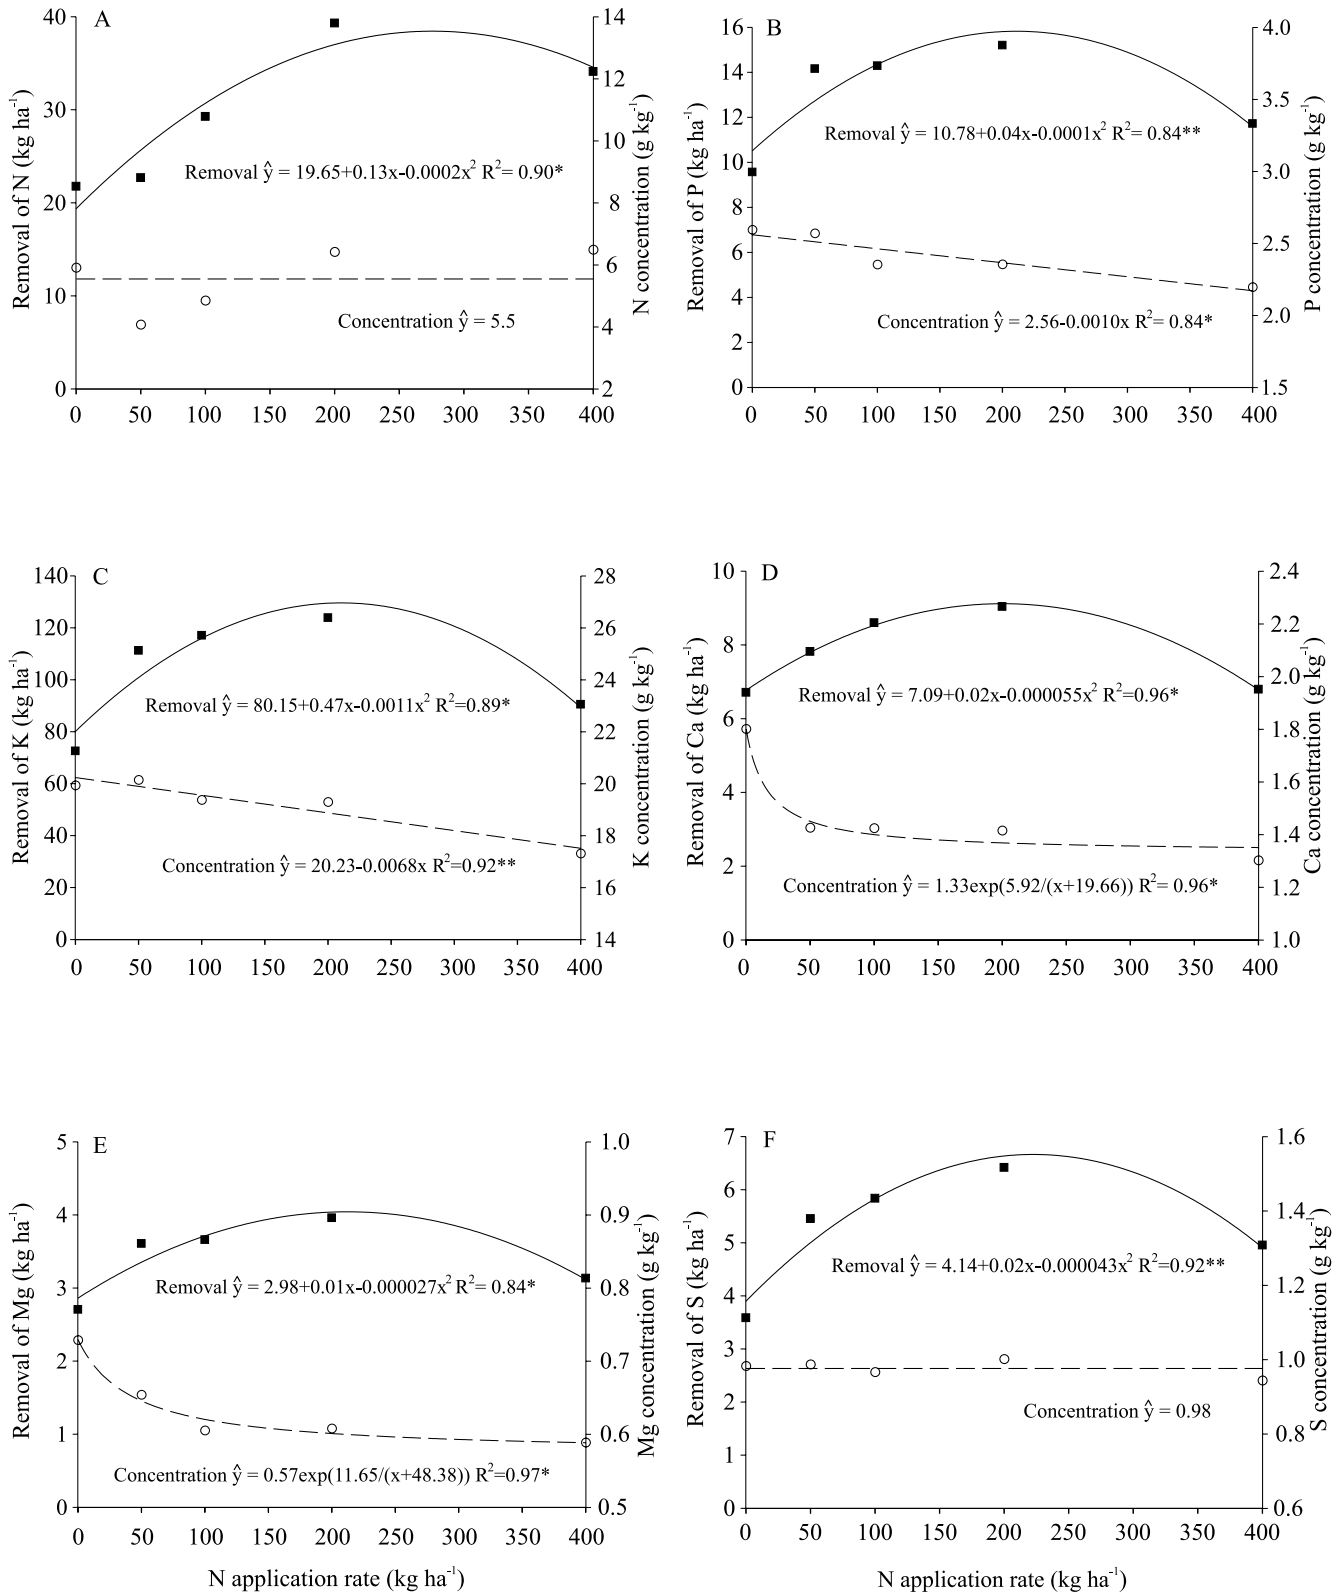 A
Removal of N (kg ha⁻¹)
40
30
20
10
0
14
12
10
8
6
4
2
N concentration (g kg⁻¹)
Removal ŷ = 19.65+0.13x-0.0002x² R²= 0.90*
Concentration ŷ = 5.5
0 50 100 150 200 250 300 350 400
B
Removal of P (kg ha⁻¹)
16
14
12
10
8
6
4
2
0
4.0
3.5
3.0
2.5
2.0
1.5
P concentration (g kg⁻¹)
Removal ŷ = 10.78+0.04x-0.0001x² R²= 0.84**
Concentration ŷ = 2.56-0.0010x R²= 0.84*
0 50 100 150 200 250 300 350 400
C
Removal of K (kg ha⁻¹)
140
120
100
80
60
40
20
0
28
26
24
22
20
18
16
14
K concentration (g kg⁻¹)
Removal ŷ = 80.15+0.47x-0.0011x² R²=0.89*
Concentration ŷ = 20.23-0.0068x R²=0.92**
0 50 100 150 200 250 300 350 400
D
Removal of Ca (kg ha⁻¹)
10
8
6
4
2
0
2.4
2.2
2.0
1.8
1.6
1.4
1.2
1.0
Ca concentration (g kg⁻¹)
Removal ŷ = 7.09+0.02x-0.000055x² R²=0.96*
Concentration ŷ = 1.33exp(5.92/(x+19.66)) R²= 0.96*
0 50 100 150 200 250 300 350 400
E
Removal of Mg (kg ha⁻¹)
5
4
3
2
1
0
1.0
0.9
0.8
0.7
0.6
0.5
Mg concentration (g kg⁻¹)
Removal ŷ = 2.98+0.01x-0.000027x² R²= 0.84*
Concentration ŷ = 0.57exp(11.65/(x+48.38)) R²=0.97*
0 50 100 150 200 250 300 350 400
N application rate (kg ha⁻¹)
F
Removal of S (kg ha⁻¹)
7
6
5
4
3
2
1
0
1.6
1.4
1.2
1.0
0.8
0.6
S concentration (g kg⁻¹)
Removal ŷ = 4.14+0.02x-0.000043x² R²=0.92**
Concentration ŷ = 0.98
0 50 100 150 200 250 300 350 400
N application rate (kg ha⁻¹)